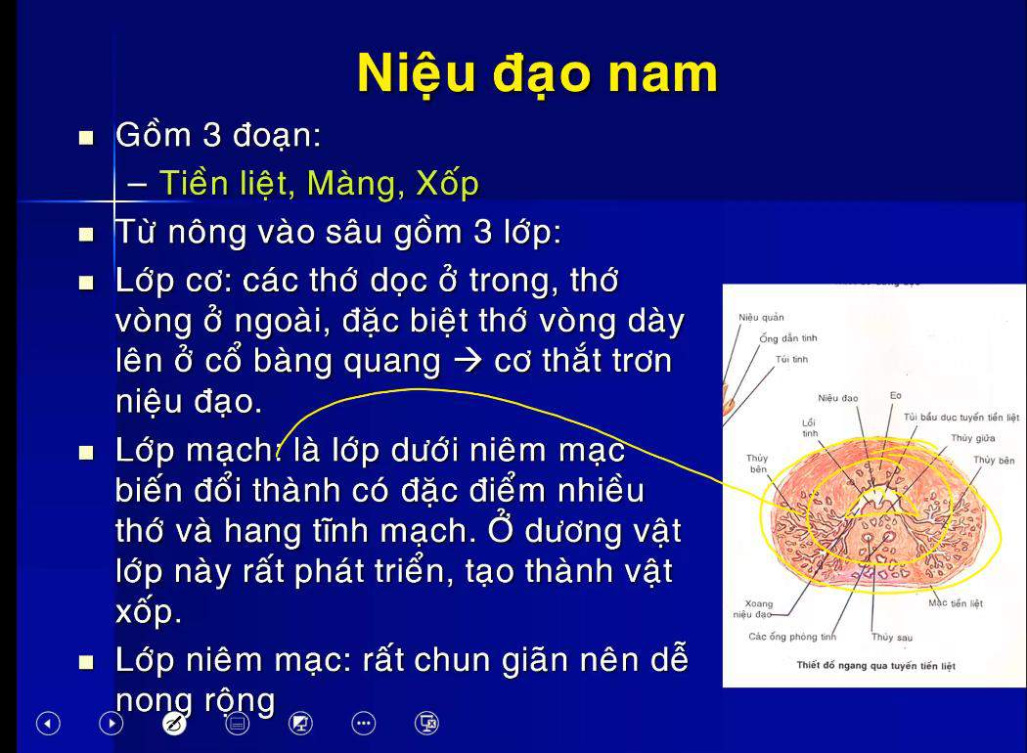 Niệu đạo nam
Gồm 3 đoạn:
– Tiền liệt, Màng, Xốp
Từ nông vào sâu gồm 3 lớp:
Lớp cơ: các thớ dọc ở trong, thớ
vòng ở ngoài, đặc biệt thớ vòng dày
lên ở cổ bàng quang → cơ thắt trơn
niệu đạo.
Lớp mạch: là lớp dưới niêm mạc
biến đổi thành có đặc điểm nhiều
thớ và hang tĩnh mạch. Ở dương vật
lớp này rất phát triển, tạo thành vật
xốp.
Lớp niêm mạc: rất chun giãn nên dễ
nong rộng
Niệu quản
Ống dẫn tinh
Túi tinh
Niệu đạo
Eo
Túi bầu dục tuyến tiền liệt
Lồi
tinh
Thùy giữa
Thùy
bên
Thùy bên
Xoang
niệu đạo
Mạc tiền liệt
Các ống phóng tinh
Thúy sau
Thiết đồ ngang qua tuyến tiền liệt